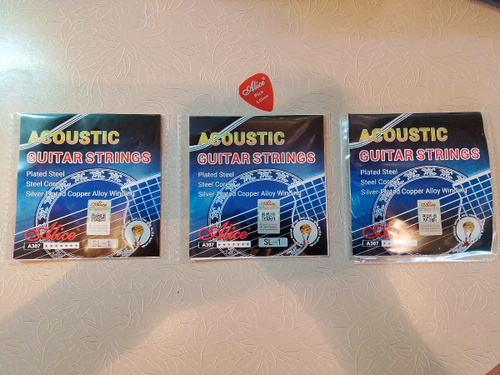 Alice
Pick
ACOUSTIC
GUITAR STRINGS
Plated Steel
Steel Core
Silver Plated Copper Alloy Winding
Alice
A307
SL-1
ACOUSTIC
GUITAR STRINGS
Plated Steel
Steel Core
Silver Plated Copper Alloy Winding
Alice
A307
SL-1
ACOUSTIC
GUITAR STRINGS
Plated Steel
Steel Core
Silver Plated Copper Alloy Winding
Alice
A307